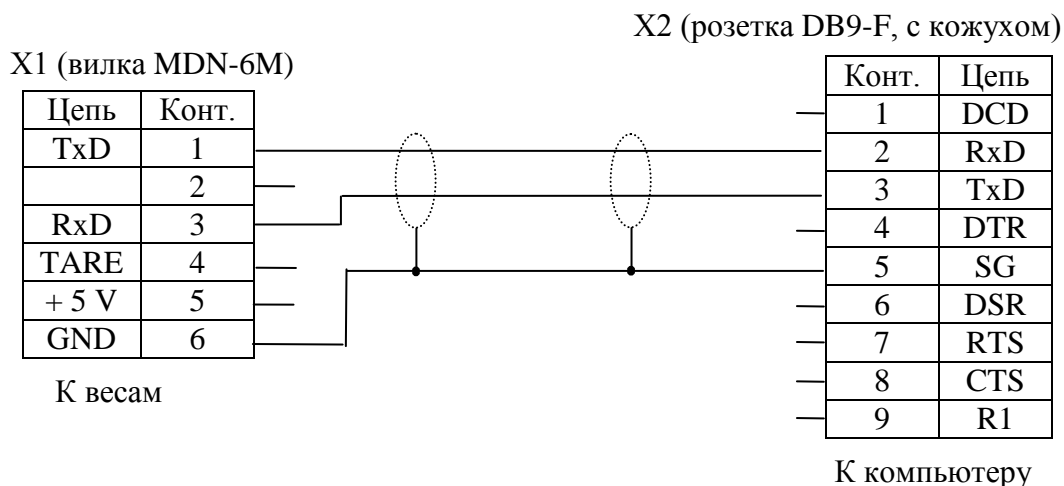 X2 (розетка DB9-F, с кожухом)
X1 (вилка MDN-6M)
Цепь Конт.
TxD 1
2
RxD 3
TARE 4
+ 5 V 5
GND 6
К весам
Конт. Цепь
1 DCD
2 RxD
3 TxD
4 DTR
5 SG
6 DSR
7 RTS
8 CTS
9 R1
К компьютеру